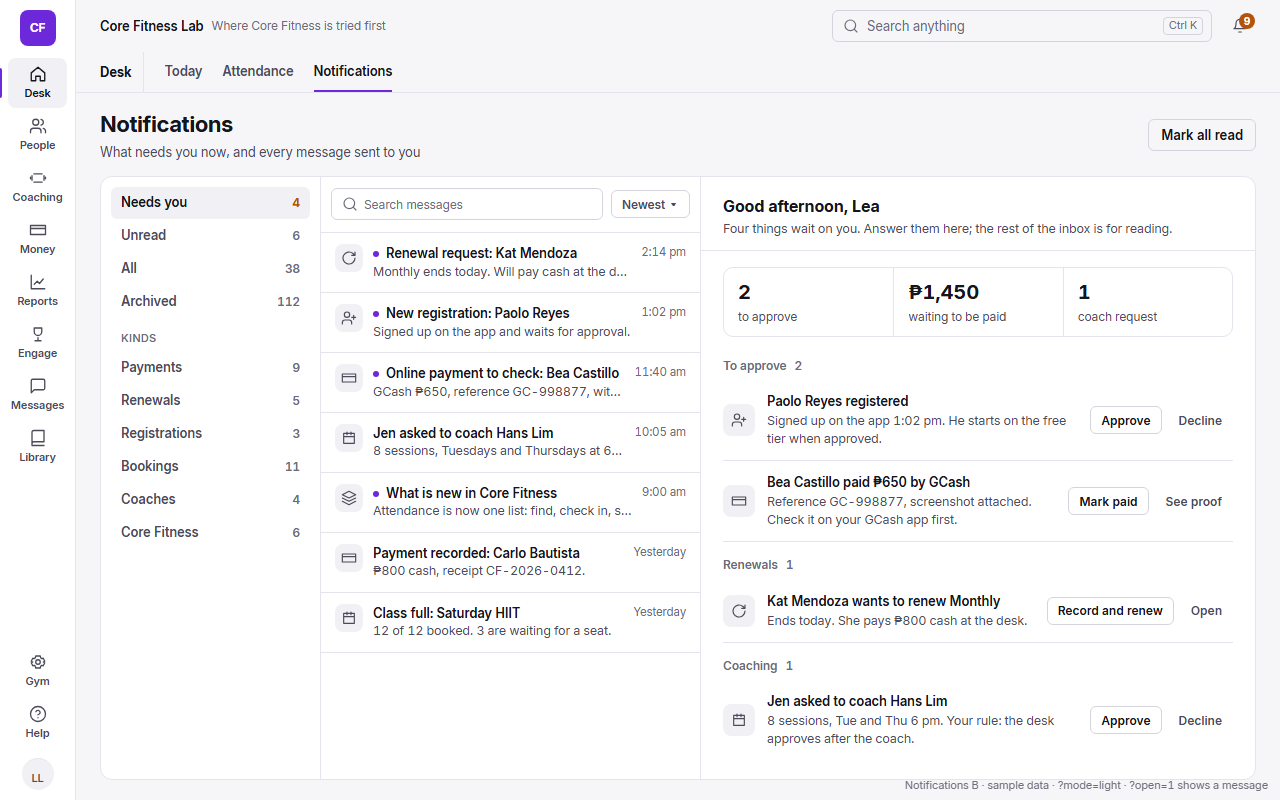 CF
Desk
People
Coaching
Money
Reports
Engage
Messages
Library
Gym
Help
LL
Core Fitness Lab Where Core Fitness is tried first
Search anything Ctrl K
9
Desk Today Attendance Notifications
Notifications
What needs you now, and every message sent to you
Mark all read
Needs you 4
Unread 6
All 38
Archived 112
KINDS
Payments 9
Renewals 5
Registrations 3
Bookings 11
Coaches 4
Core Fitness 6
Search messages Newest
Renewal request: Kat Mendoza 2:14 pm
Monthly ends today. Will pay cash at the d…
New registration: Paolo Reyes 1:02 pm
Signed up on the app and waits for approval.
Online payment to check: Bea Castillo 11:40 am
GCash ₱650, reference GC-998877, wit…
Jen asked to coach Hans Lim 10:05 am
8 sessions, Tuesdays and Thursdays at 6…
What is new in Core Fitness 9:00 am
Attendance is now one list: find, check in, s…
Payment recorded: Carlo Bautista Yesterday
₱800 cash, receipt CF-2026-0412.
Class full: Saturday HIIT Yesterday
12 of 12 booked. 3 are waiting for a seat.
Good afternoon, Lea
Four things wait on you. Answer them here; the rest of the inbox is for reading.
2 ₱1,450 1
to approve waiting to be paid coach request
To approve 2
Paolo Reyes registered
Signed up on the app 1:02 pm. He starts on the free
tier when approved.
Approve Decline
Bea Castillo paid ₱650 by GCash
Reference GC-998877, screenshot attached.
Check it on your GCash app first.
Mark paid See proof
Renewals 1
Kat Mendoza wants to renew Monthly
Ends today. She pays ₱800 cash at the desk.
Record and renew Open
Coaching 1
Jen asked to coach Hans Lim
8 sessions, Tue and Thu 6 pm. Your rule: the desk
approves after the coach.
Approve Decline
Notifications B · sample data · ?mode=light · ?open=1 shows a message